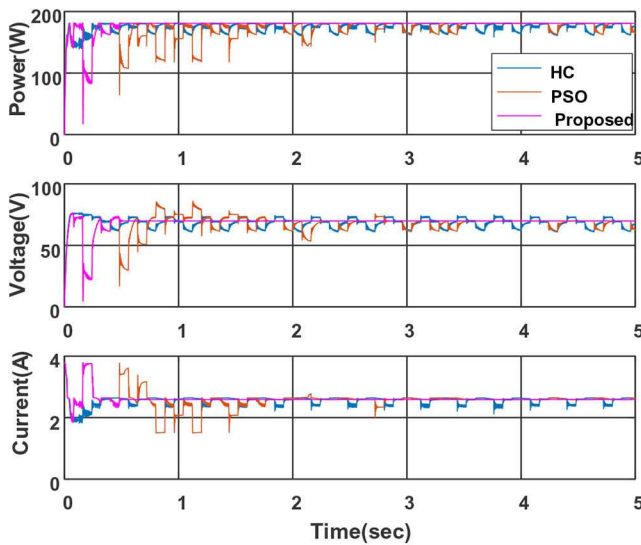 Power(W)
200
100
0
HC
PSO
Proposed
0 1 2 3 4 5
Voltage(V)
100
50
0
0 1 2 3 4 5
Current(A)
4
2
0
0 1 2 3 4 5
Time(sec)